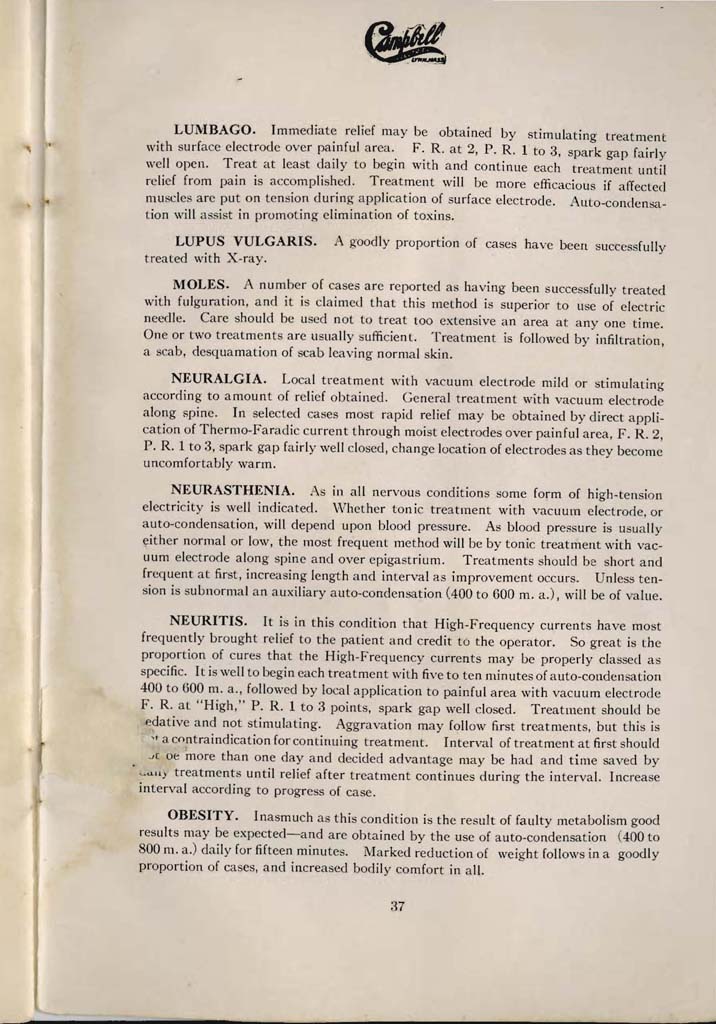 Campbell
LYNN, MASS.
LUMBAGO. Immediate relief may be obtained by stimulating treatment
with surface electrode over painful area. F. R. at 2, P. R. 1 to 3, spark gap fairly
well open. Treat at least daily to begin with and continue each treatment until
relief from pain is accomplished. Treatment will be more efficacious if affected
muscles are put on tension during application of surface electrode. Auto-condensa-
tion will assist in promoting elimination of toxins.
LUPUS VULGARIS. A goodly proportion of cases have been successfully
treated with X-ray.
MOLES. A number of cases are reported as having been successfully treated
with fulguration, and it is claimed that this method is superior to use of electric
needle. Care should be used not to treat too extensive an area at any one time.
One or two treatments are usually sufficient. Treatment is followed by infiltration,
a scab, desquamation of scab leaving normal skin.
NEURALGIA. Local treatment with vacuum electrode mild or stimulating
according to amount of relief obtained. General treatment with vacuum electrode
along spine. In selected cases most rapid relief may be obtained by direct appli-
cation of Thermo-Faradic current through moist electrodes over painful area, F. R. 2,
P. R. 1 to 3, spark gap fairly well closed, change location of electrodes as they become
uncomfortably warm.
NEURASTHENIA. As in all nervous conditions some form of high-tension
electricity is well indicated. Whether tonic treatment with vacuum electrode, or
auto-condensation, will depend upon blood pressure. As blood pressure is usually
either normal or low, the most frequent method will be by tonic treatment with vac-
uum electrode along spine and over epigastrium. Treatments should be short and
frequent at first, increasing length and interval as improvement occurs. Unless ten-
sion is subnormal an auxiliary auto-condensation (400 to 600 m. a.), will be of value.
NEURITIS. It is in this condition that High-Frequency currents have most
frequently brought relief to the patient and credit to the operator. So great is the
proportion of cures that the High-Frequency currents may be properly classed as
specific. It is well to begin each treatment with five to ten minutes of auto-condensation
400 to 600 m. a., followed by local application to painful area with vacuum electrode
F. R. at "High," P. R. 1 to 3 points, spark gap well closed. Treatment should be
edative and not stimulating. Aggravation may follow first treatments, but this is
a contraindication for continuing treatment. Interval of treatment at first should
be more than one day and decided advantage may be had and time saved by
daily treatments until relief after treatment continues during the interval. Increase
interval according to progress of case.
OBESITY. Inasmuch as this condition is the result of faulty metabolism good
results may be expected—and are obtained by the use of auto-condensation (400 to
800 m. a.) daily for fifteen minutes. Marked reduction of weight follows in a goodly
proportion of cases, and increased bodily comfort in all.
37